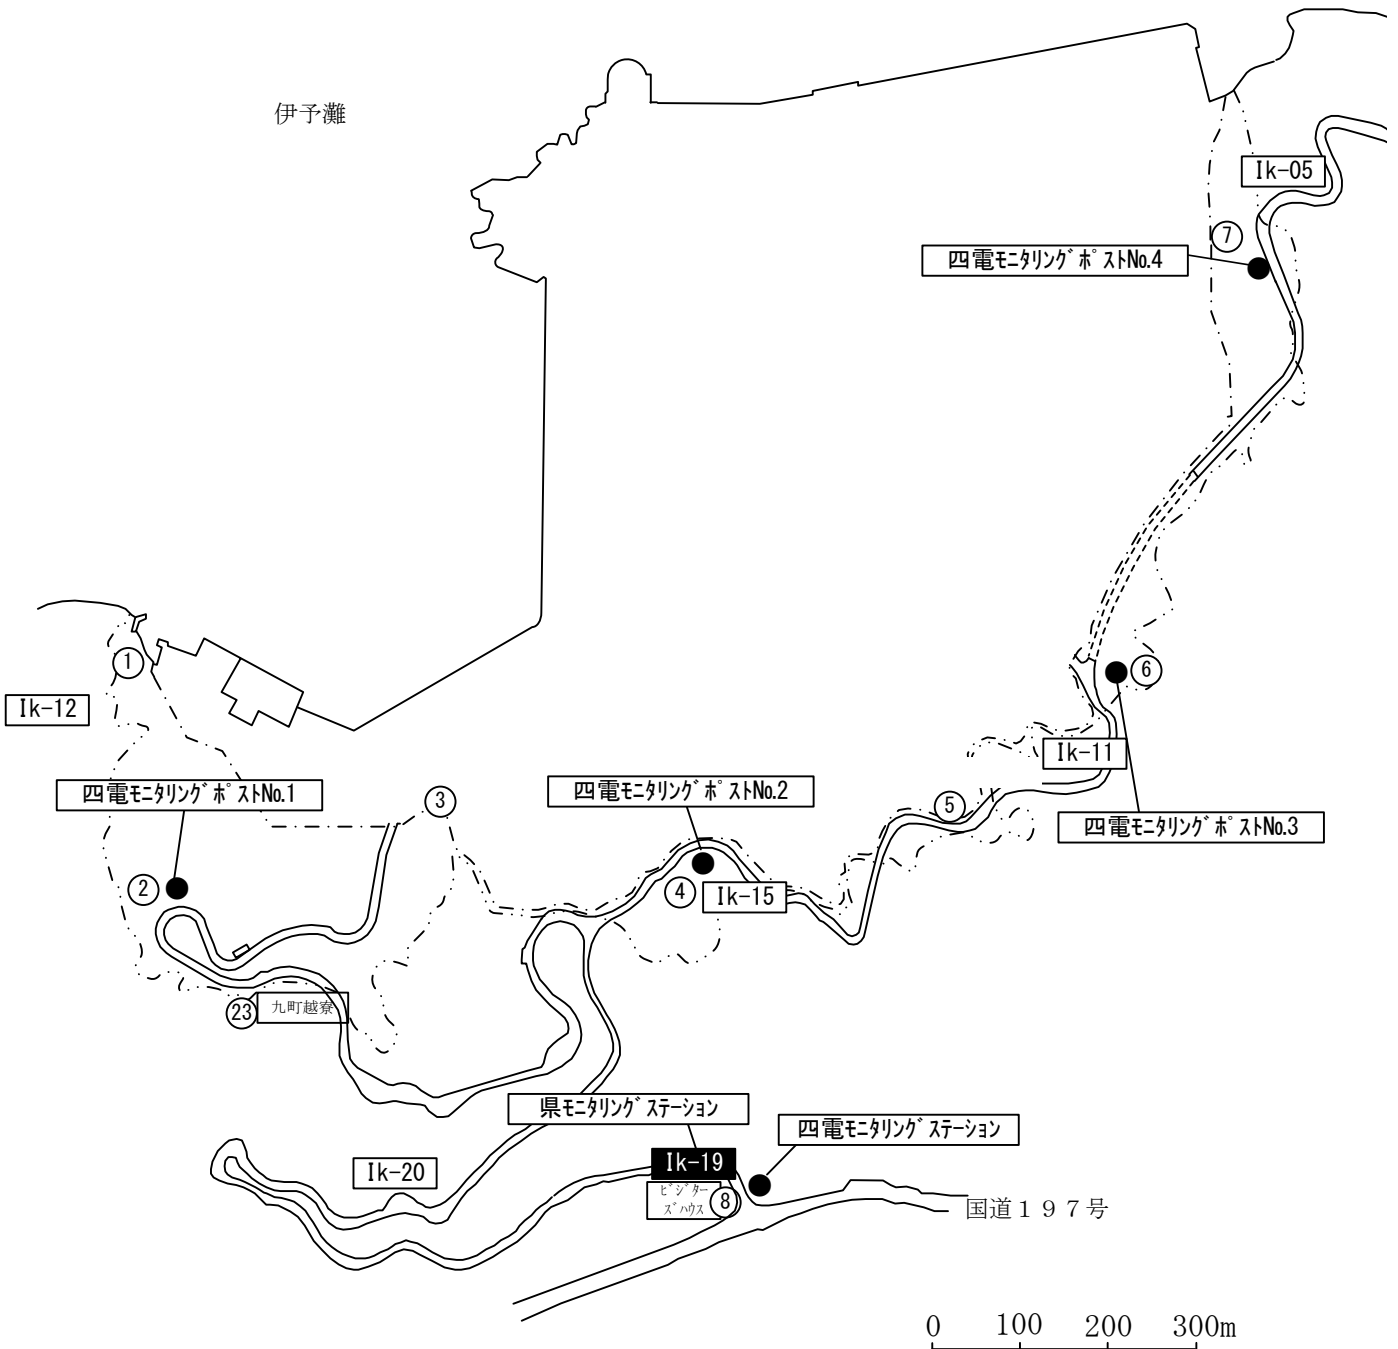 伊予灘
Ik-05
⑦
四電モニタリングポストNo.4
①
⑥
Ik-12
Ik-11
四電モニタリングポストNo.1
③
四電モニタリングポストNo.2
⑤
四電モニタリングポストNo.3
②
④
Ik-15
㉓
九町越寮
県モニタリングステーション
四電モニタリングステーション
Ik-20
Ik-19
ビジター
ズハウス
⑧
国道197号
0 100 200 300m